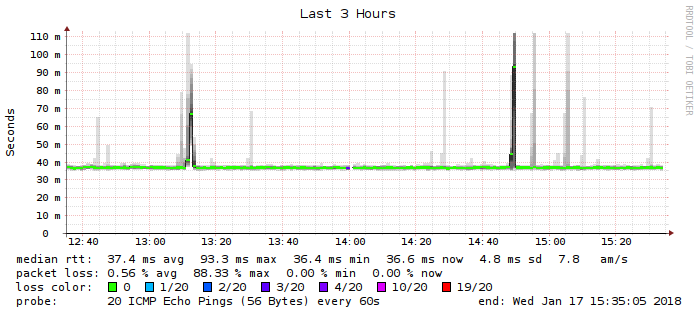 Last 3 Hours
RRDTOOL / TOBI OETIKER
Seconds
110 m
100 m
90 m
80 m
70 m
60 m
50 m
40 m
30 m
20 m
10 m
0
12:40 13:00 13:20 13:40 14:00 14:20 14:40 15:00 15:20
median rtt: 37.4 ms avg 93.3 ms max 36.4 ms min 36.6 ms now 4.8 ms sd 7.8 am/s
packet loss: 0.56 % avg 88.33 % max 0.00 % min 0.00 % now
loss color: 0 1/20 2/20 3/20 4/20 10/20 19/20
probe: 20 ICMP Echo Pings (56 Bytes) every 60s end: Wed Jan 17 15:35:05 2018